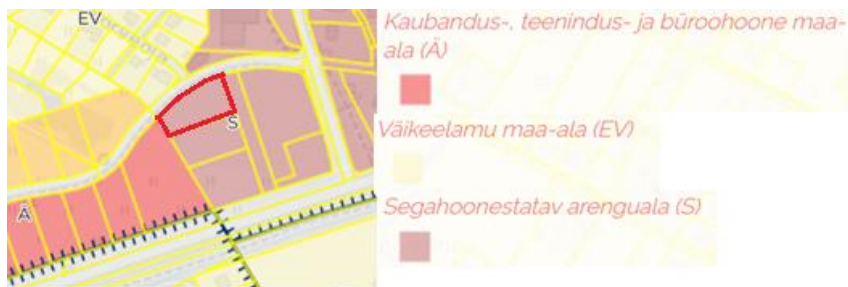 EV
S
Ä
Kaubandus-, teenindus- ja büroohoone maa-
ala (Ä)
Väikeelamu maa-ala (EV)
Segahoonestatav arenguala (S)